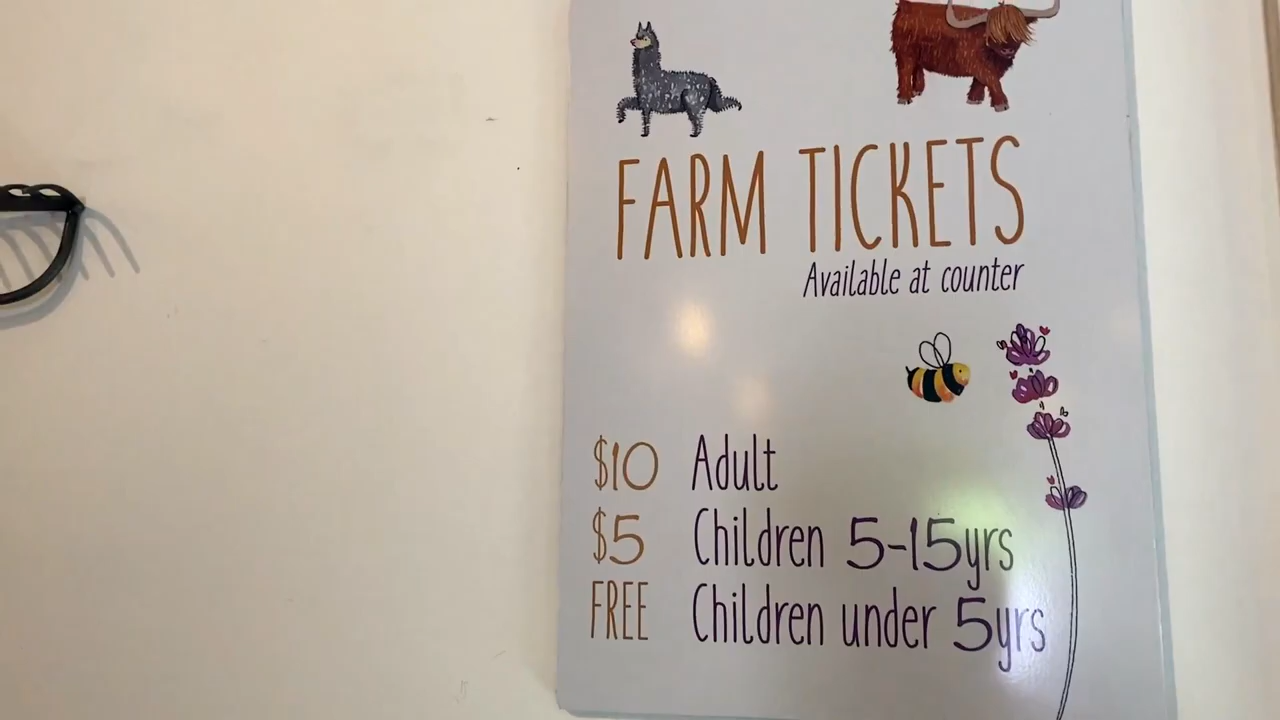 FARM TICKETS
Available at counter
$10 Adult
$5 Children 5-15yrs
FREE Children under 5yrs